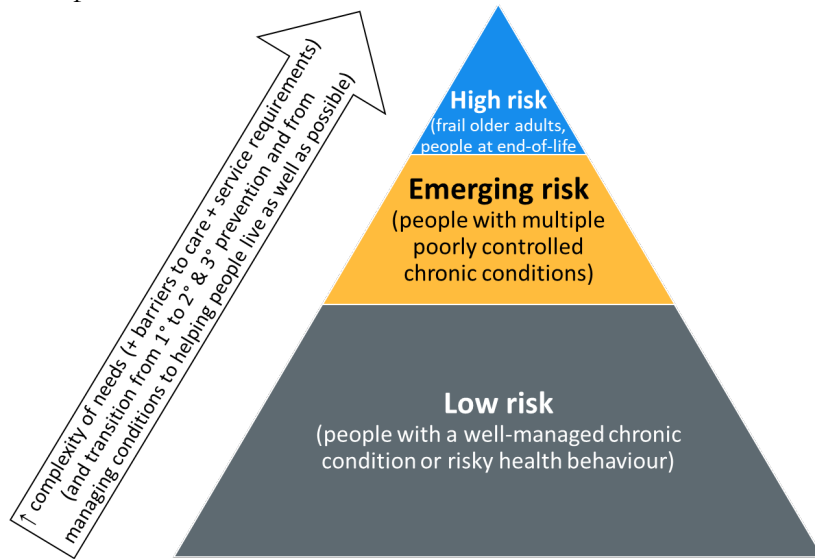 ↑ complexity of needs (+ barriers to care + service requirements)
(and transition from 1° to 2° & 3° prevention and from
managing conditions to helping people live as well as possible)
High risk
(frail older adults,
people at end-of-life
Emerging risk
(people with multiple
poorly controlled
chronic conditions)
Low risk
(people with a well-managed chronic
condition or risky health behaviour)